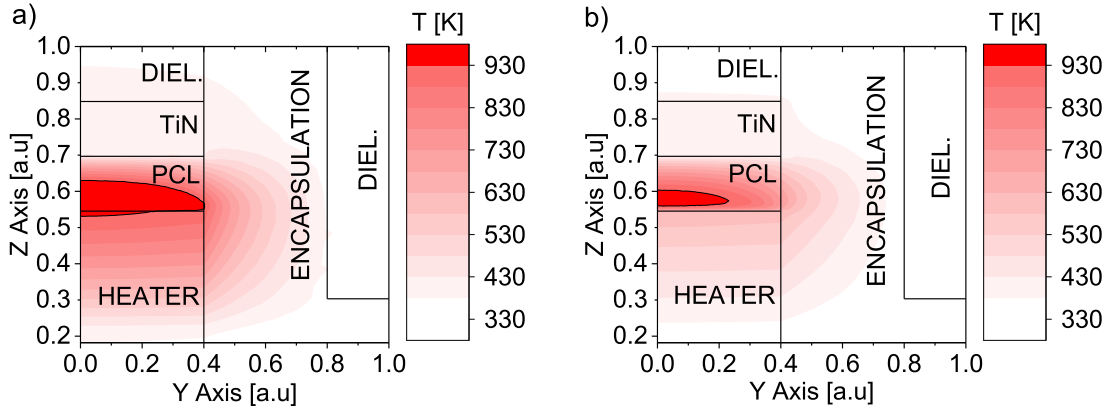 a)
T [K]
1.0
0.9
0.8
0.7
0.6
0.5
0.4
0.3
0.2
Z Axis [a.u]
DIEL.
TiN
PCL
HEATER
ENCAPSULATION
DIEL.
0.0 0.2 0.4 0.6 0.8 1.0
Y Axis [a.u]
930
830
730
630
530
430
330
b)
T [K]
1.0
0.9
0.8
0.7
0.6
0.5
0.4
0.3
0.2
Z Axis [a.u]
DIEL.
TiN
PCL
HEATER
ENCAPSULATION
DIEL.
0.0 0.2 0.4 0.6 0.8 1.0
Y Axis [a.u]
930
830
730
630
530
430
330